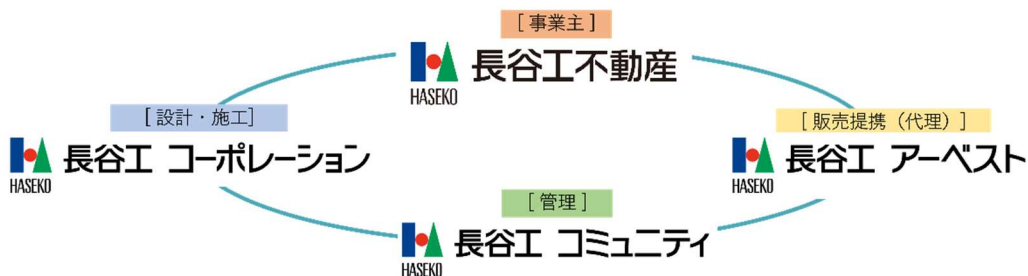 [ 事業主 ]
長谷工不動産
HASEKO
[ 設計・施工]
長谷工 コーポレーション
HASEKO
[ 販売提携（代理）]
長谷工 アーベスト
HASEKO
[ 管理 ]
長谷工 コミュニティ
HASEKO